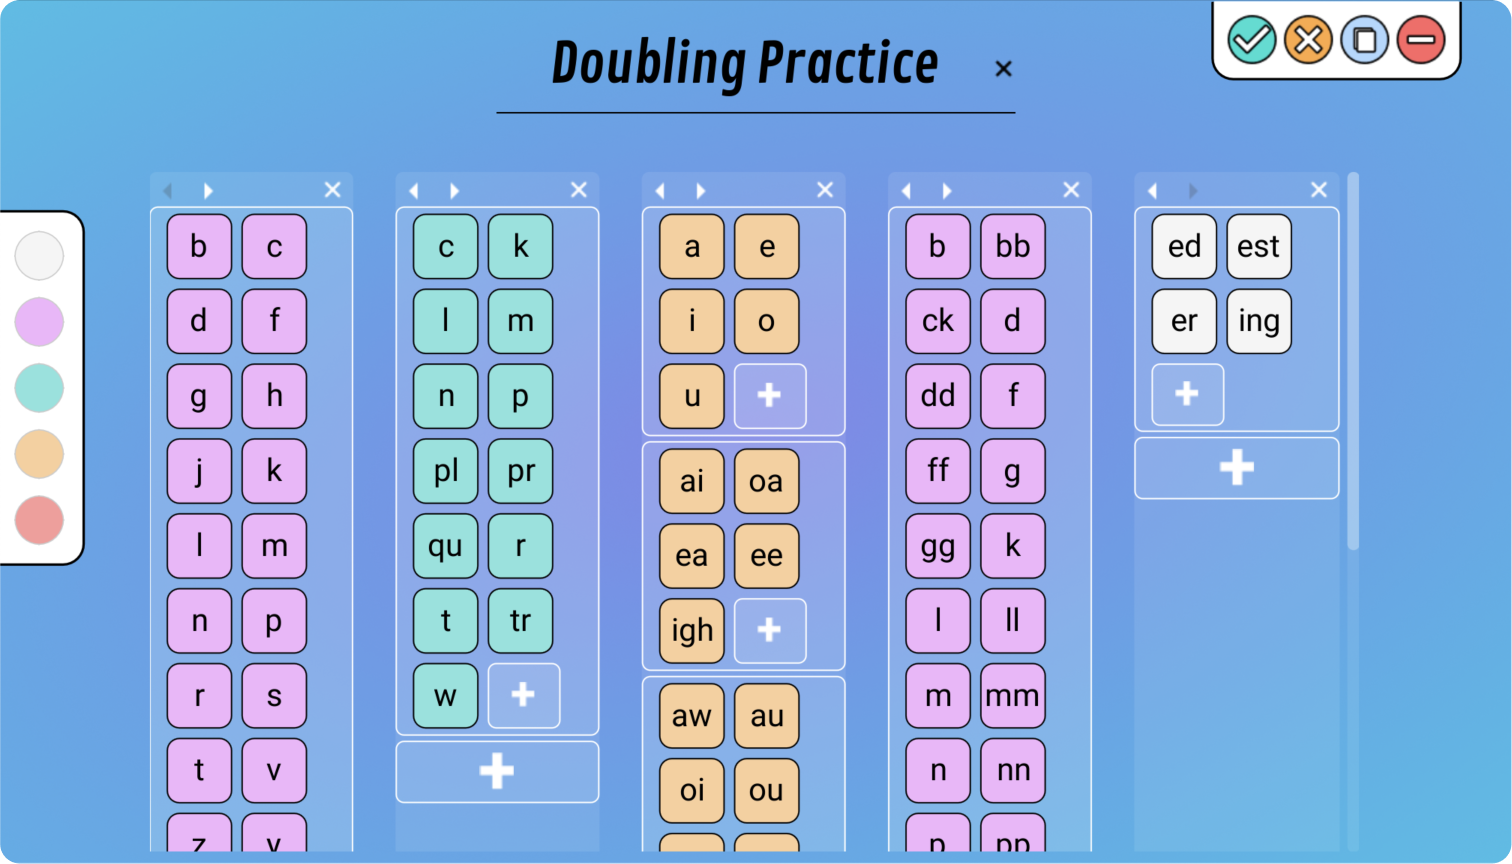 Doubling Practice
b c
d f
g h
j k
l m
n p
r s
t v
c k
l m
n p
pl pr
qu r
t tr
w
a e
i o
u
ai oa
ea ee
igh
aw au
oi ou
b bb
ck d
dd f
ff g
gg k
l ll
m mm
n nn
p pp
ed est
er ing